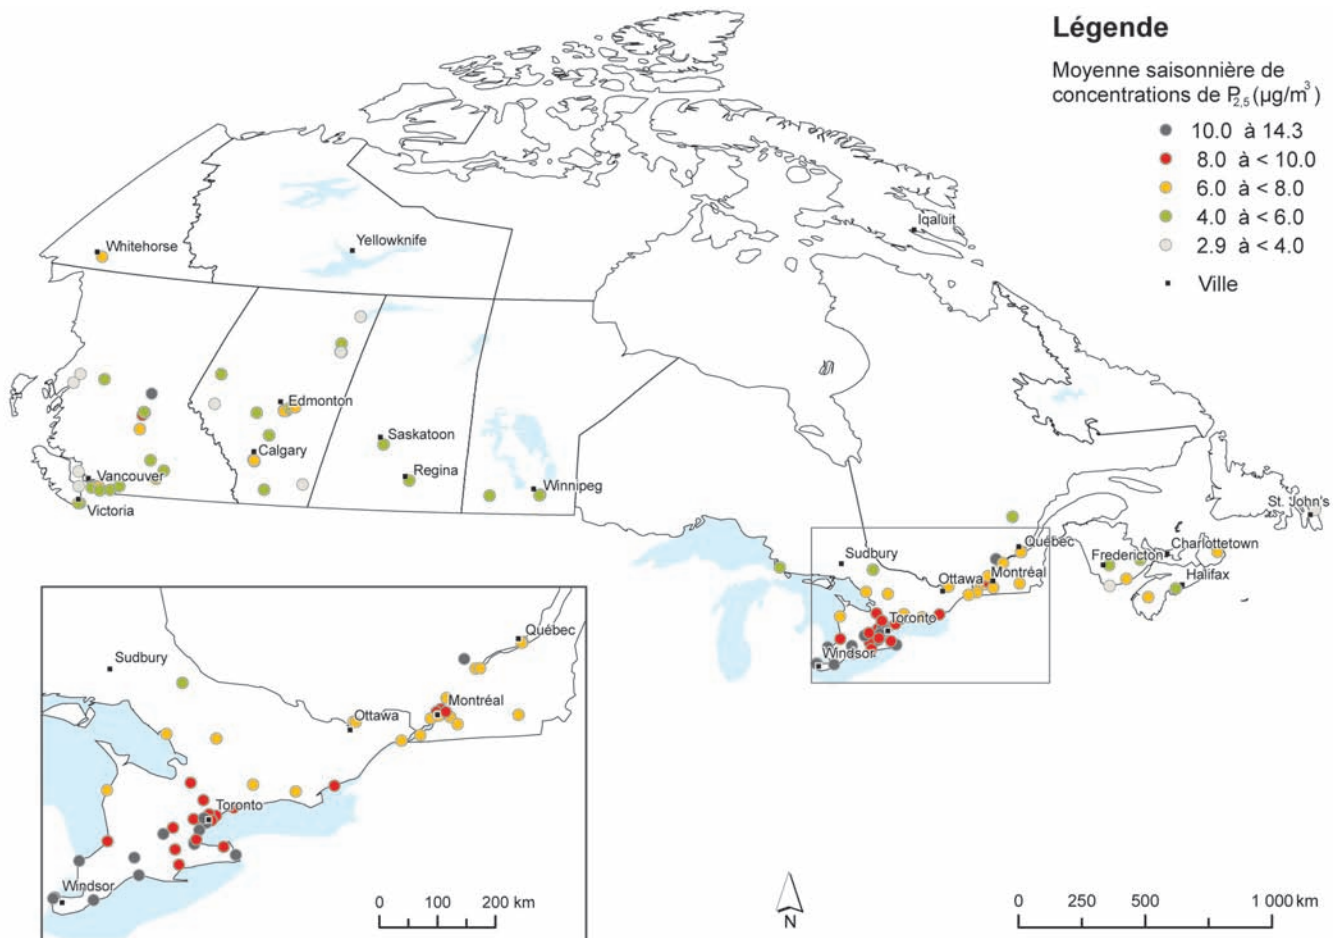 Légende
Moyenne saisonnière de
concentrations de P2,5 (µg/m3)
10.0 à 14.3
8.0 à < 10.0
6.0 à < 8.0
4.0 à < 6.0
2.9 à < 4.0
Ville
Iqaluit
Whitehorse
Yellowknife
Edmonton
Saskatoon
Calgary
Regina
Vancouver
Winnipeg
Victoria
St. John's
Québec
Charlottetown
Fredericton
Sudbury
Halifax
Ottawa
Montréal
Toronto
Windsor
Québec
Sudbury
Montréal
Ottawa
Toronto
Windsor
0 100 200 km
N
0 250 500 1 000 km